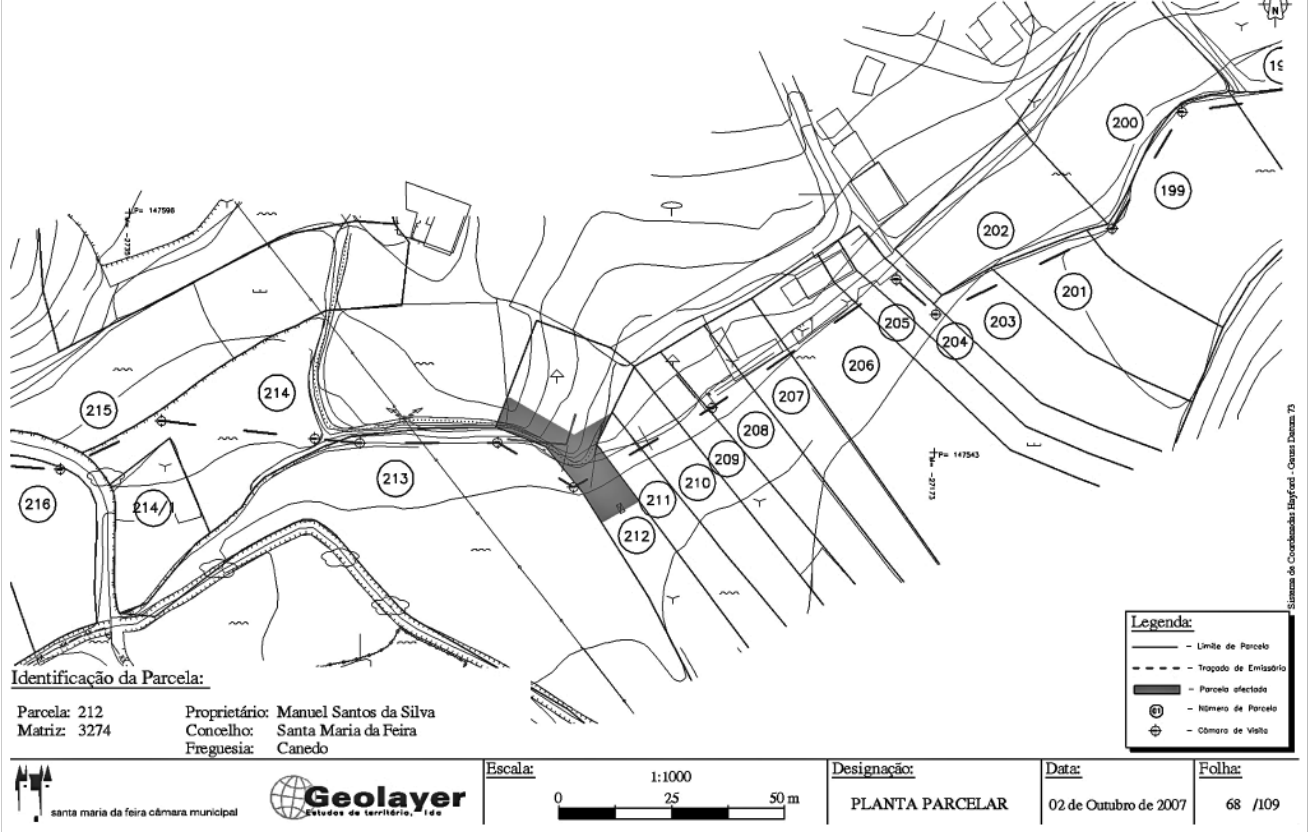 N
19
200
199
202
201
203
204
205
206
207
208
209
210
211
212
213
214
215
214/1
216
P= 147598
P= 147543
-27173
Sistema de Coordenadas Hayford - Gauss Datum 73
Legenda:
- Limite de Parcela
- Traçado de Emissário
- Parcela afectada
61 - Número de Parcela
- Câmara de Visita
Identificação da Parcela:
Parcela: 212
Matriz: 3274
Proprietário: Manuel Santos da Silva
Concelho: Santa Maria da Feira
Freguesia: Canedo
santa maria da feira câmara municipal
Geolayer
Estudos de território, lda
Escala:
1:1000
0 25 50 m
Designação:
PLANTA PARCELAR
Data:
02 de Outubro de 2007
Folha:
68 /109